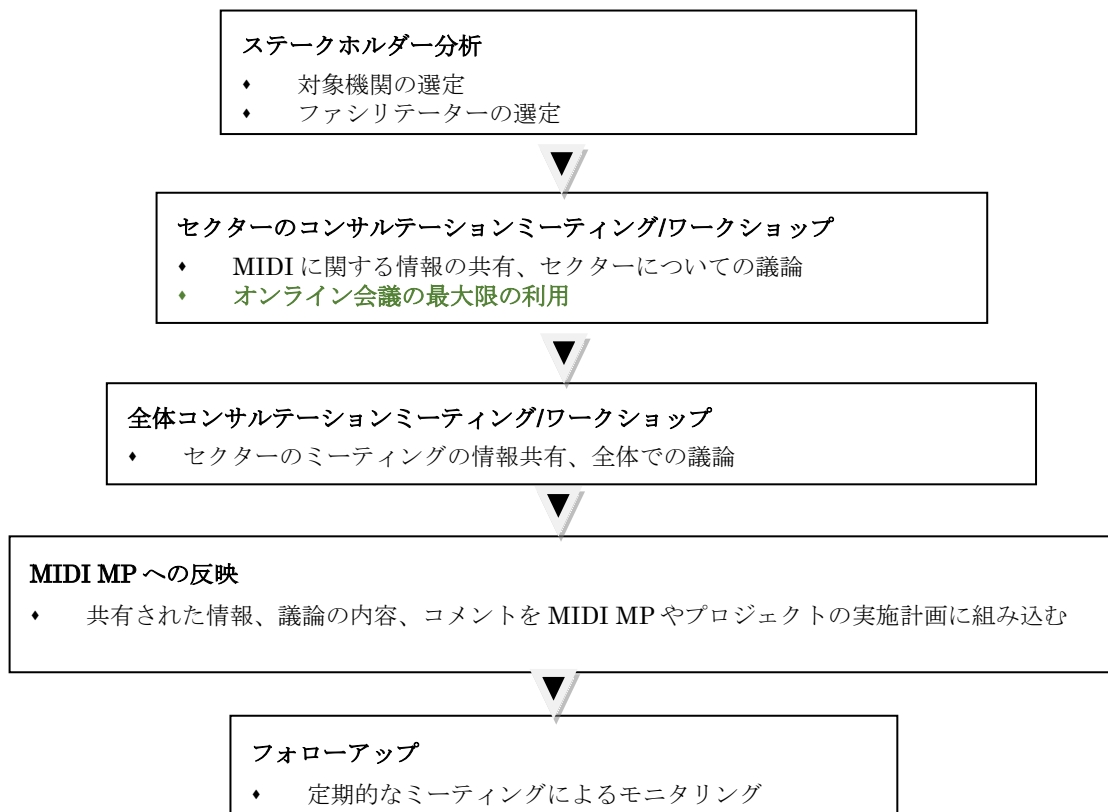 ステークホルダー分析
♦ 対象機関の選定
♦ ファシリテーターの選定
セクターのコンサルテーションミーティング/ワークショップ
♦ MIDI に関する情報の共有、セクターについての議論
♦ オンライン会議の最大限の利用
全体コンサルテーションミーティング/ワークショップ
♦ セクターのミーティングの情報共有、全体での議論
MIDI MP への反映
♦ 共有された情報、議論の内容、コメントを MIDI MP やプロジェクトの実施計画に組み込む
フォローアップ
♦ 定期的なミーティングによるモニタリング